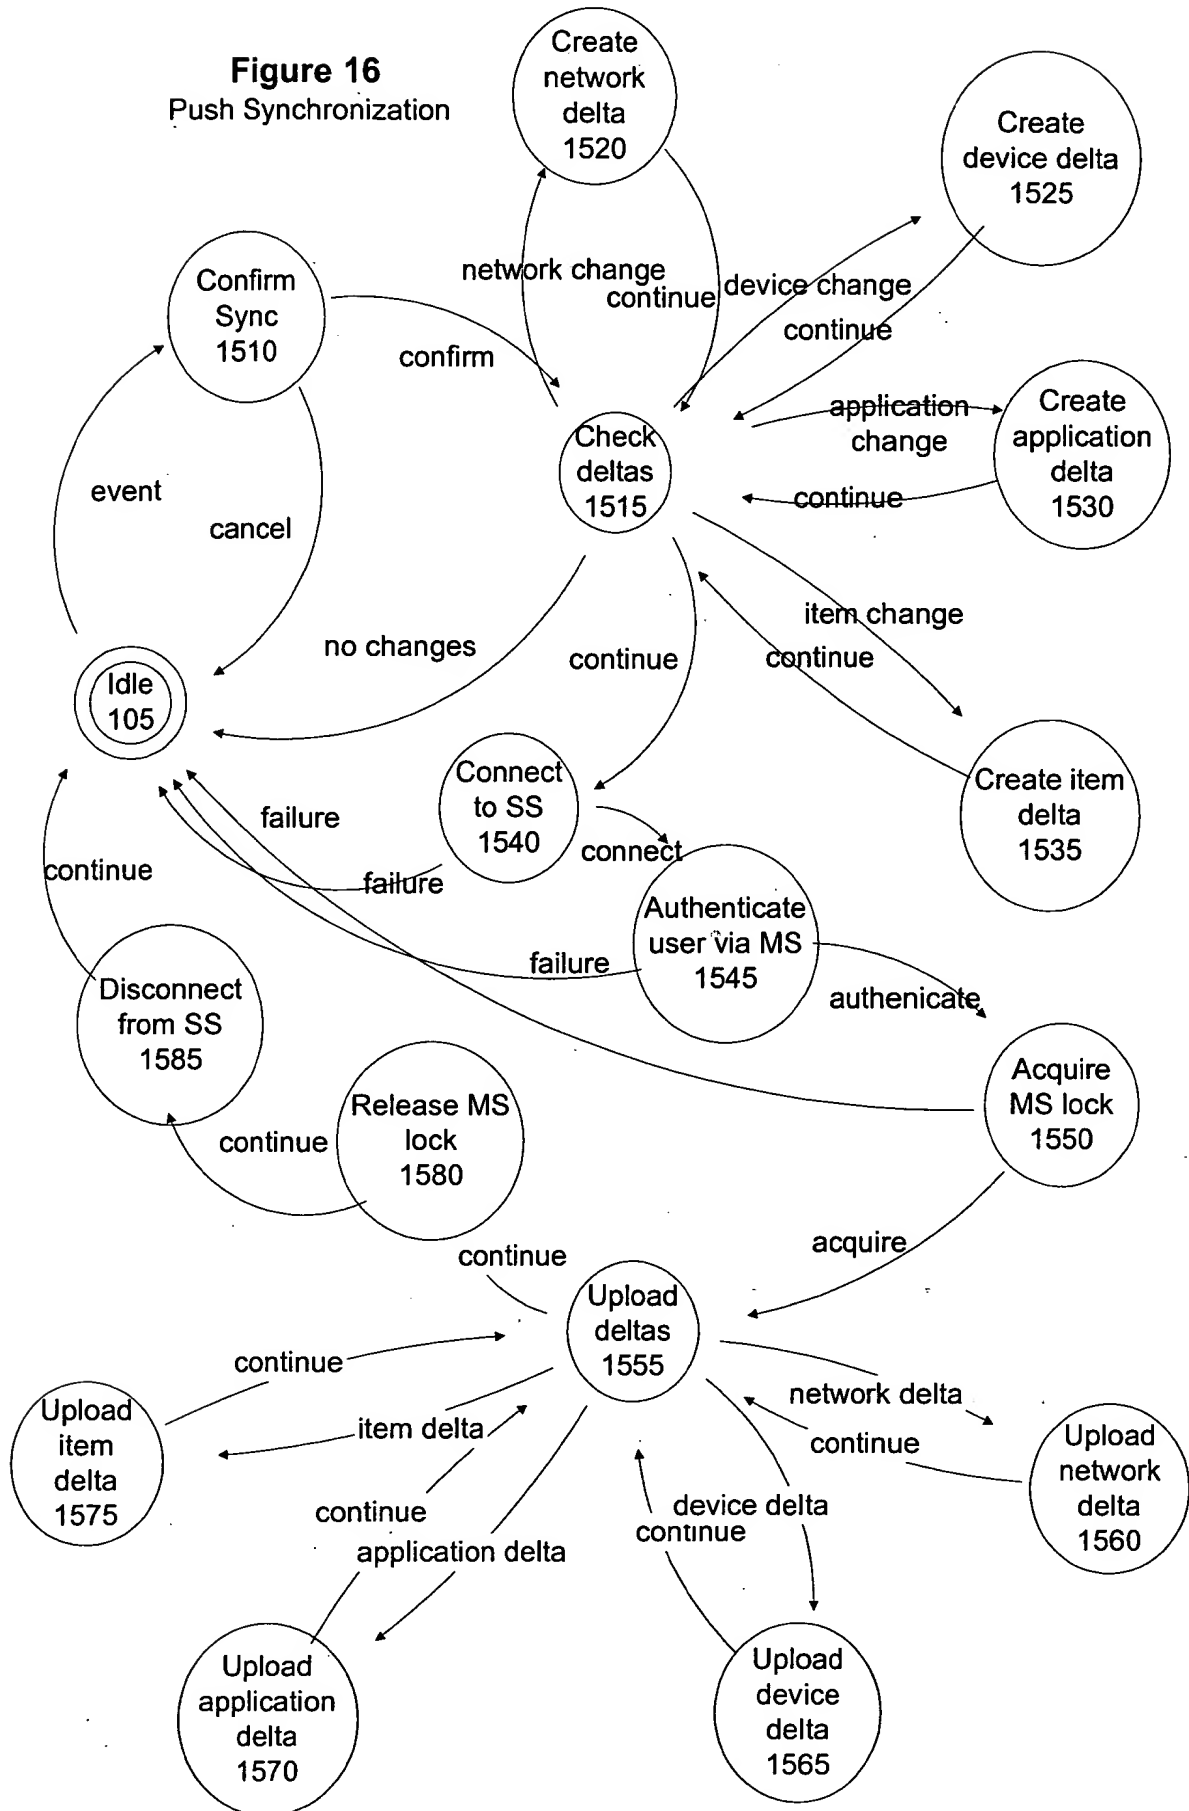 Figure 16
Push Synchronization
Create
network
delta
1520
Create
device delta
1525
Confirm
Sync
1510
network change
continue
device change
continue
confirm
application
change
Create
application
delta
1530
continue
Check
deltas
1515
event
cancel
item change
continue
no changes
continue
Idle
105
Connect
to SS
1540
Create item
delta
1535
failure
connect
continue
failure
Authenticate
user via MS
1545
failure
authenicate
Disconnect
from SS
1585
Acquire
MS lock
1550
Release MS
lock
1580
continue
acquire
continue
Upload
deltas
1555
continue
network delta
item delta
continue
Upload
item
delta
1575
Upload
network
delta
1560
continue
device delta
continue
application delta
Upload
application
delta
1570
Upload
device
delta
1565